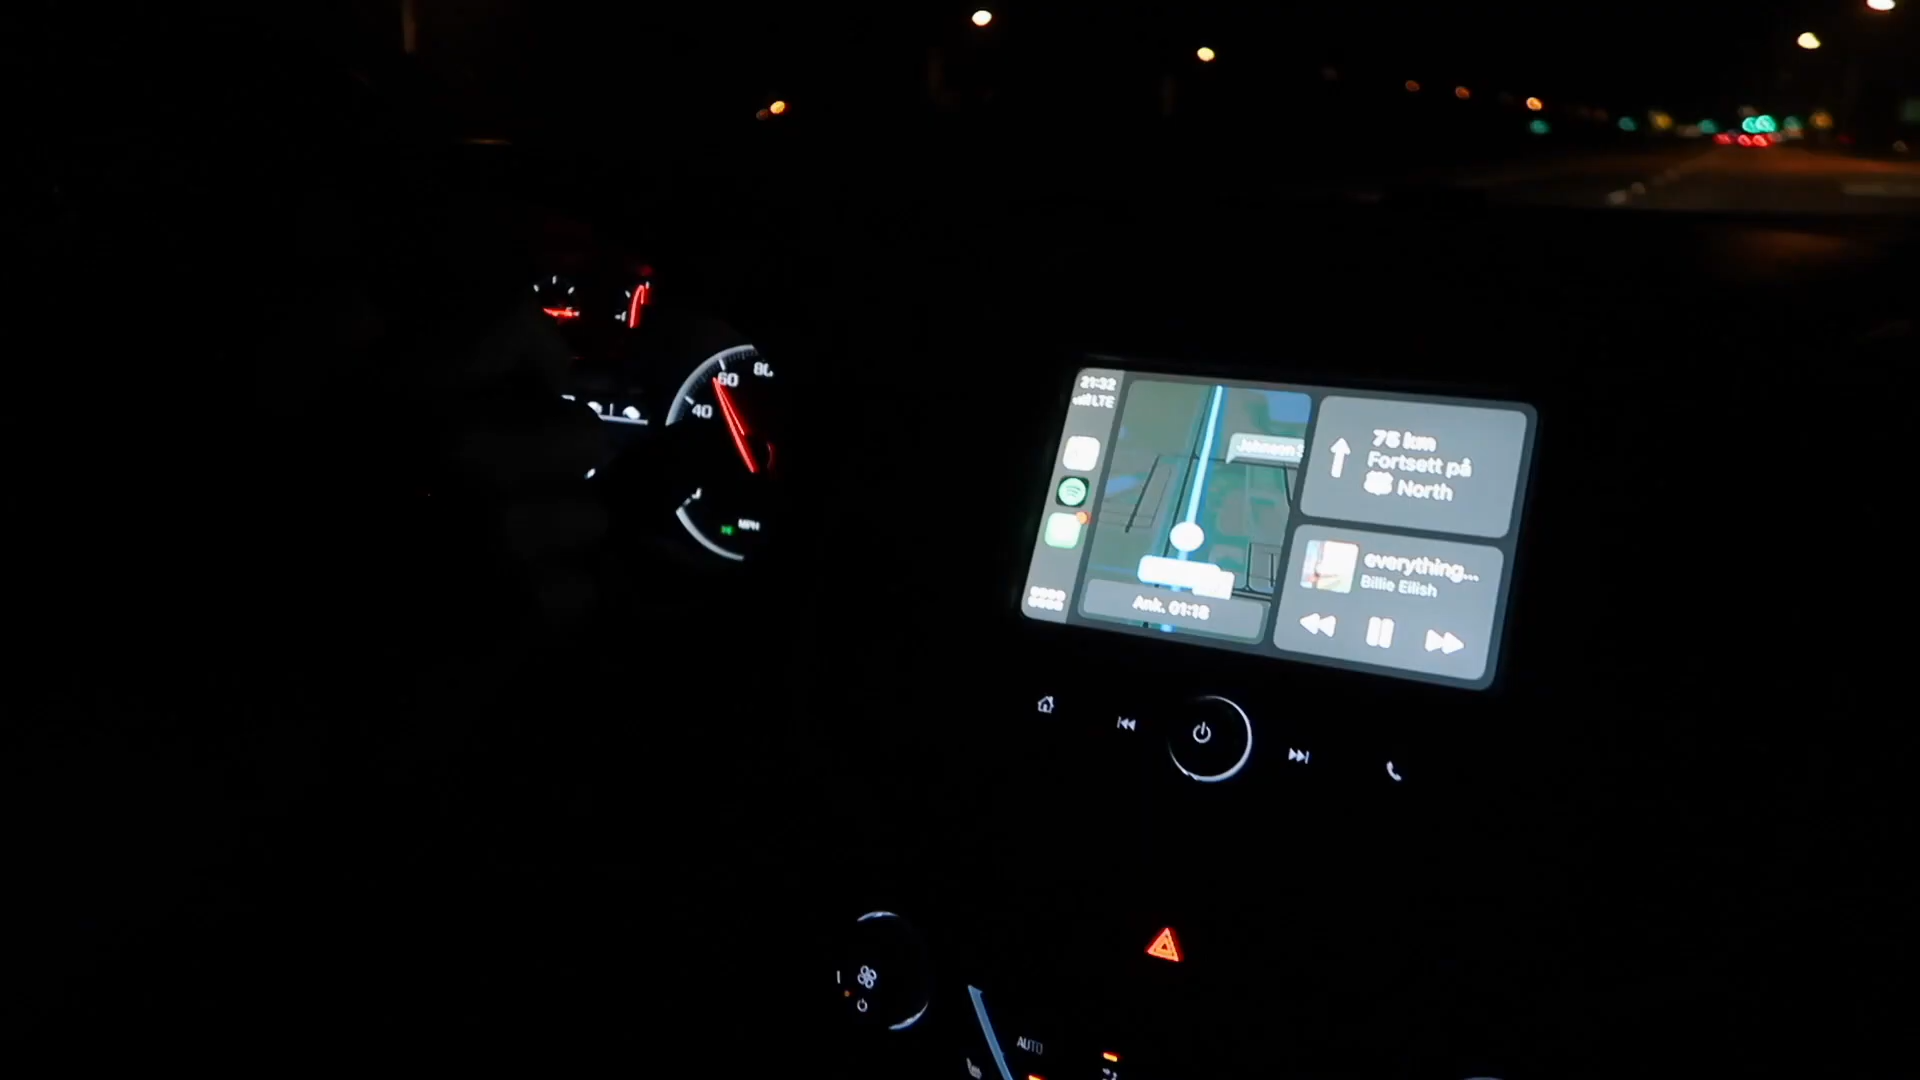 80
60
40
MPH
21:32
LTE
Johnson S
75 km
Fortsett på
North
everything...
Billie Eilish
Ank. 01:18
AUTO